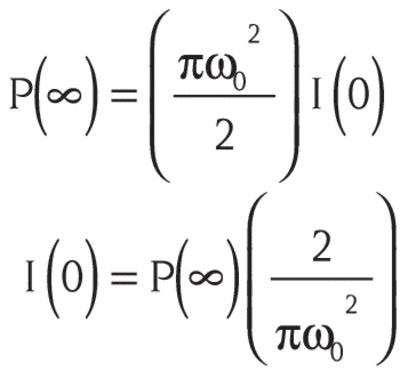 P(∞) = (πω₀² / 2) I(0)
I(0) = P(∞) (2 / πω₀²)